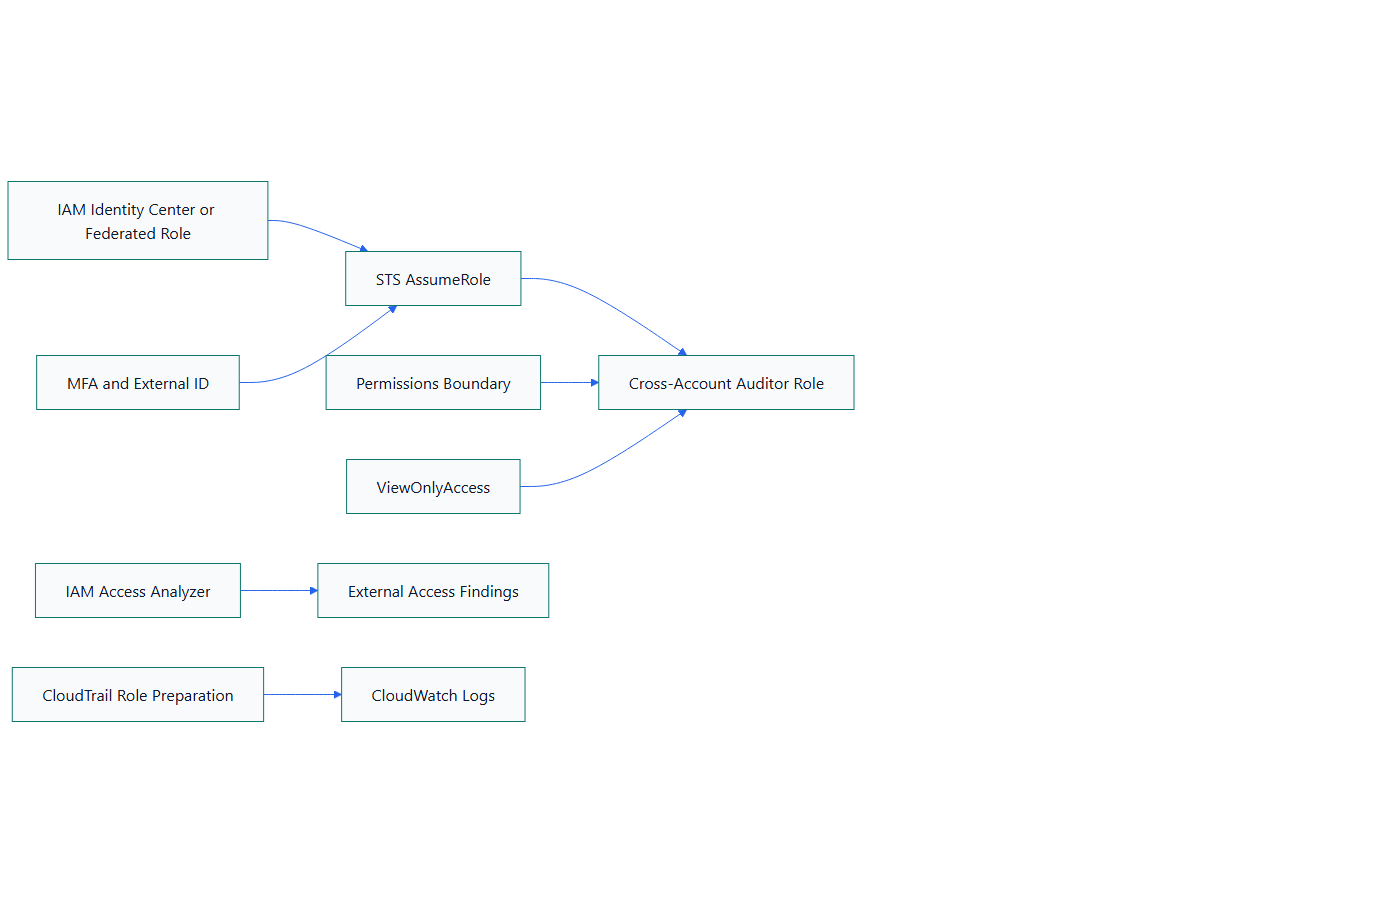 IAM Identity Center or
Federated Role
STS AssumeRole
MFA and External ID
Permissions Boundary
Cross-Account Auditor Role
ViewOnlyAccess
IAM Access Analyzer
External Access Findings
CloudTrail Role Preparation
CloudWatch Logs